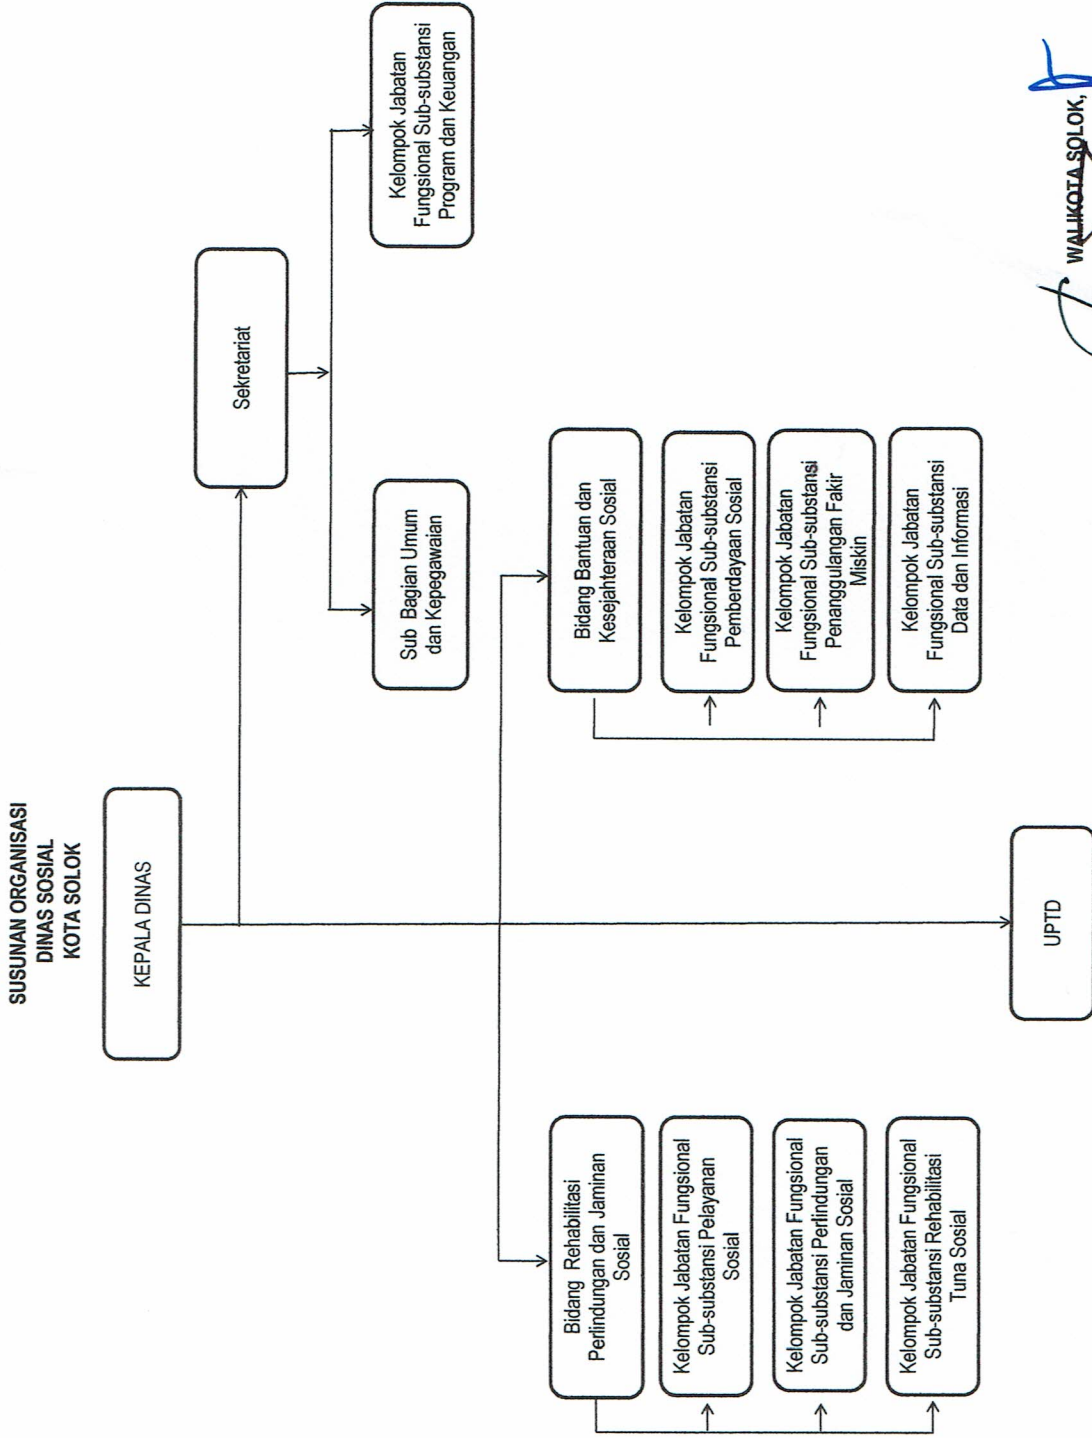 SUSUNAN ORGANISASI
DINAS SOSIAL
KOTA SOLOK
KEPALA DINAS
Sekretariat
Sub Bagian Umum
dan Kepegawaian
Kelompok Jabatan
Fungsional Sub-substansi
Program dan Keuangan
Bidang Rehabilitasi
Perlindungan dan Jaminan
Sosial
Kelompok Jabatan Fungsional
Sub-substansi Pelayanan
Sosial
Kelompok Jabatan Fungsional
Sub-substansi Perlindungan
dan Jaminan Sosial
Kelompok Jabatan Fungsional
Sub-substansi Rehabilitasi
Tuna Sosial
Bidang Bantuan dan
Kesejahteraan Sosial
Kelompok Jabatan
Fungsional Sub-substansi
Pemberdayaan Sosial
Kelompok Jabatan
Fungsional Sub-substansi
Penanggulangan Fakir
Miskin
Kelompok Jabatan
Fungsional Sub-substansi
Data dan Informasi
UPTD
WALIKOTA SOLOK,